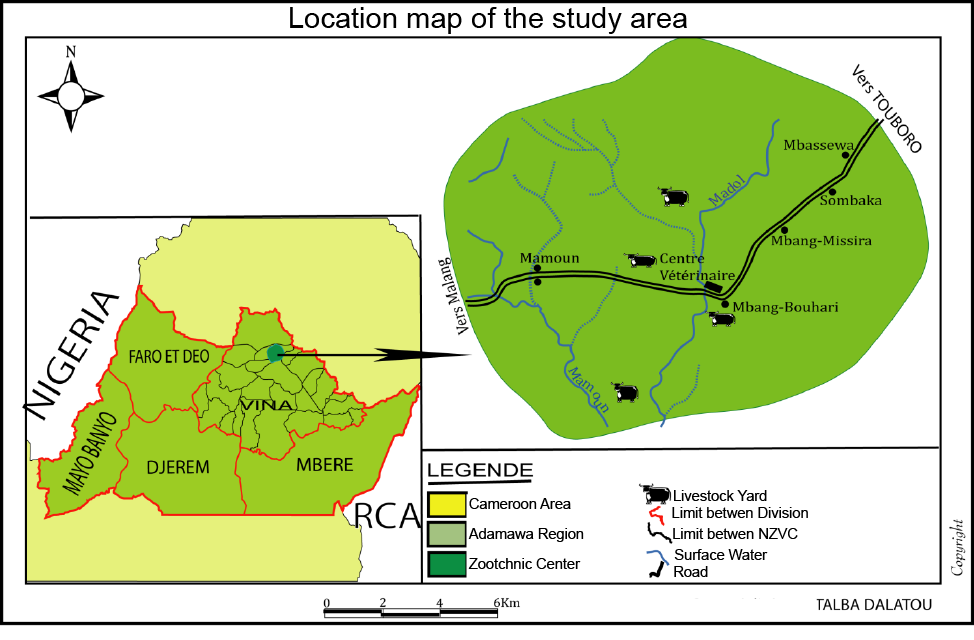 Location map of the study area
N
Vers TOUBORO
Mbassewa
Madol
Sombaka
Mbang-Missira
Mamoun
Centre
Vétérinaire
Vers Malang
Mbang-Bouhari
Mamoun
NIGERIA
FARO ET DEO
VINA
MAYO BANYO
DJEREM
MBERE
RCA
LEGENDE
Cameroon Area
Adamawa Region
Zootchnic Center
Livestock Yard
Limit betwen Division
Limit betwen NZVC
Surface Water
Road
Copyright
0 2 4 6Km
TALBA DALATOU